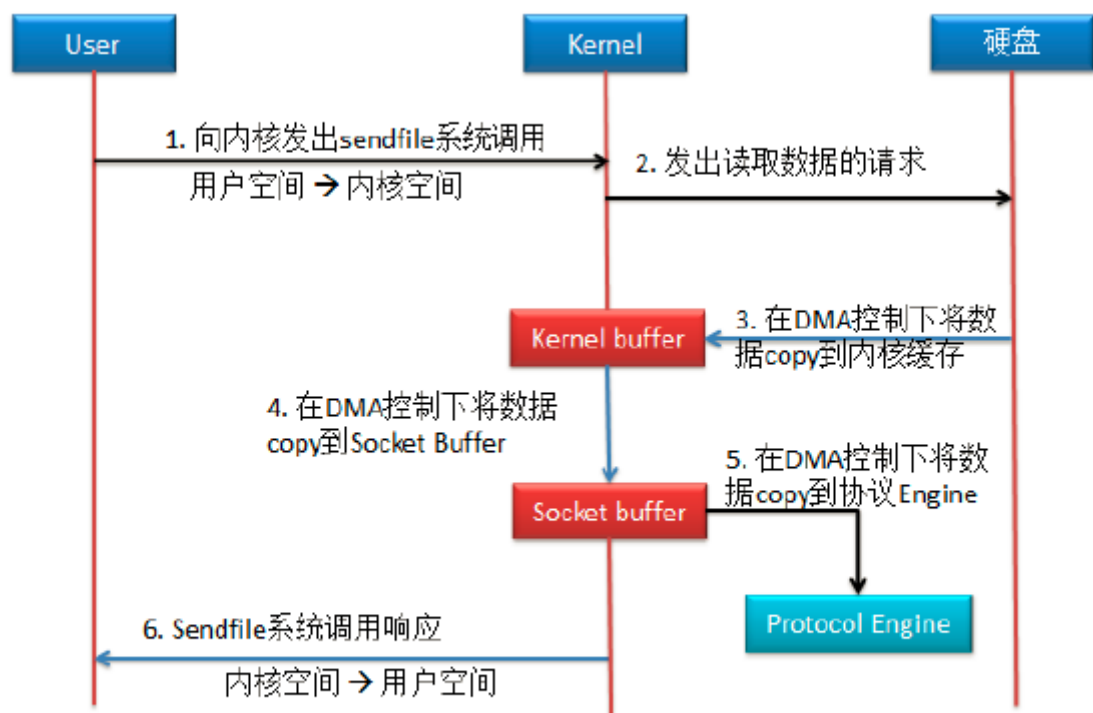 User
Kernel
硬盘
1. 向内核发出sendfile系统调用
用户空间 → 内核空间
2. 发出读取数据的请求
Kernel buffer
3. 在DMA控制下将数
据copy到内核缓存
4. 在DMA控制下将数据
copy到Socket Buffer
Socket buffer
5. 在DMA控制下将数
据copy到协议Engine
Protocol Engine
6. Sendfile系统调用响应
内核空间 → 用户空间